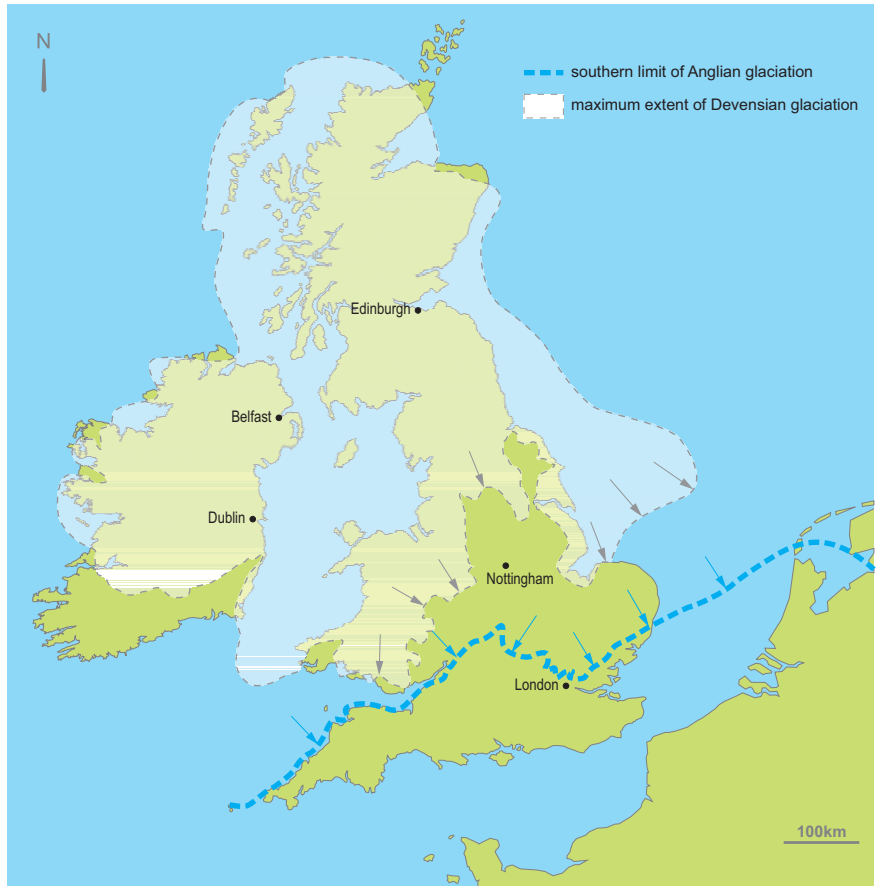 N
southern limit of Anglian glaciation
maximum extent of Devensian glaciation
Edinburgh
Belfast
Dublin
Nottingham
London
100km